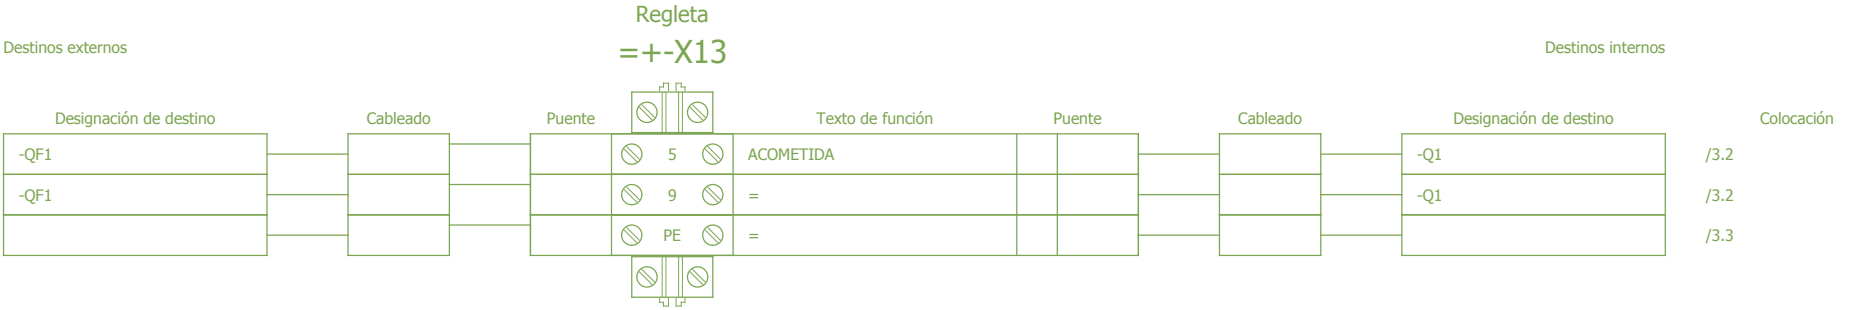 Regleta
Destinos externos =+-X13 Destinos internos
Designación de destino Cableado Puente Texto de función Puente Cableado Designación de destino Colocación
-QF1 5 ACOMETIDA -Q1 /3.2
-QF1 9 = -Q1 /3.2
PE = /3.3